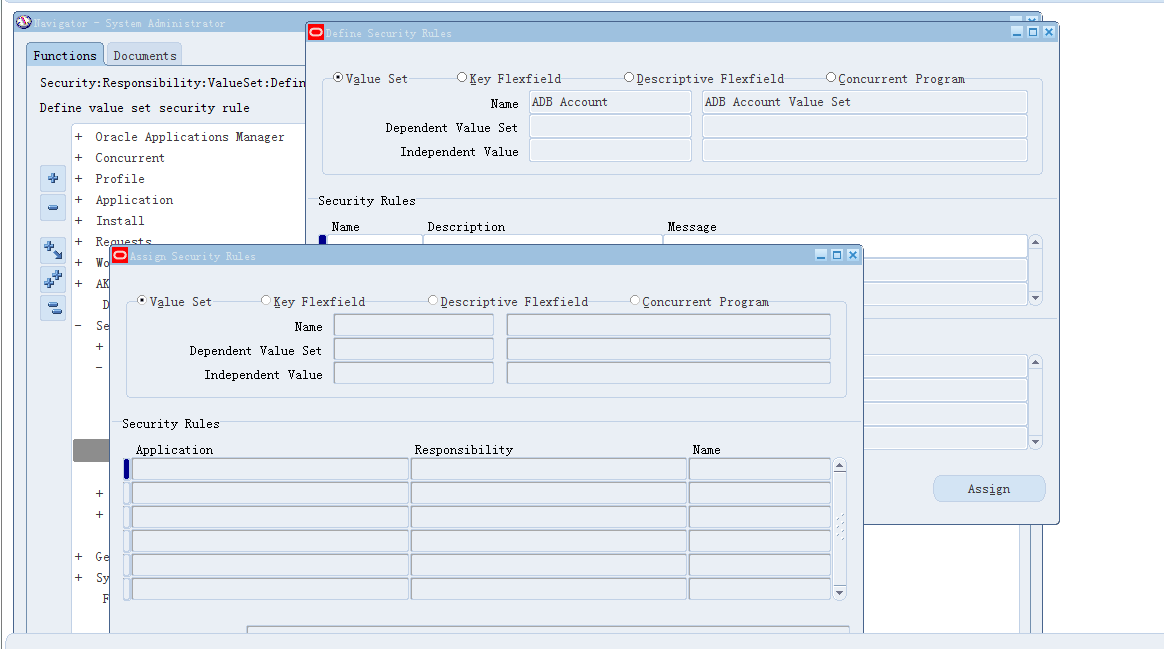 Navigator - System Administrator
Functions Documents
Security:Responsibility:ValueSet:Defin
Define value set security rule
+ Oracle Applications Manager
+ Concurrent
+ Profile
+ Application
+ Install
+ Requests
+ Wo
+ AK
D
- Se
+
-
+
+
+ Ge
+ Sy
F
Define Security Rules
Value Set Key Flexfield Descriptive Flexfield Concurrent Program
Name ADB Account ADB Account Value Set
Dependent Value Set
Independent Value
Security Rules
Name Description Message
Assign
Assign Security Rules
Value Set Key Flexfield Descriptive Flexfield Concurrent Program
Name
Dependent Value Set
Independent Value
Security Rules
Application Responsibility Name